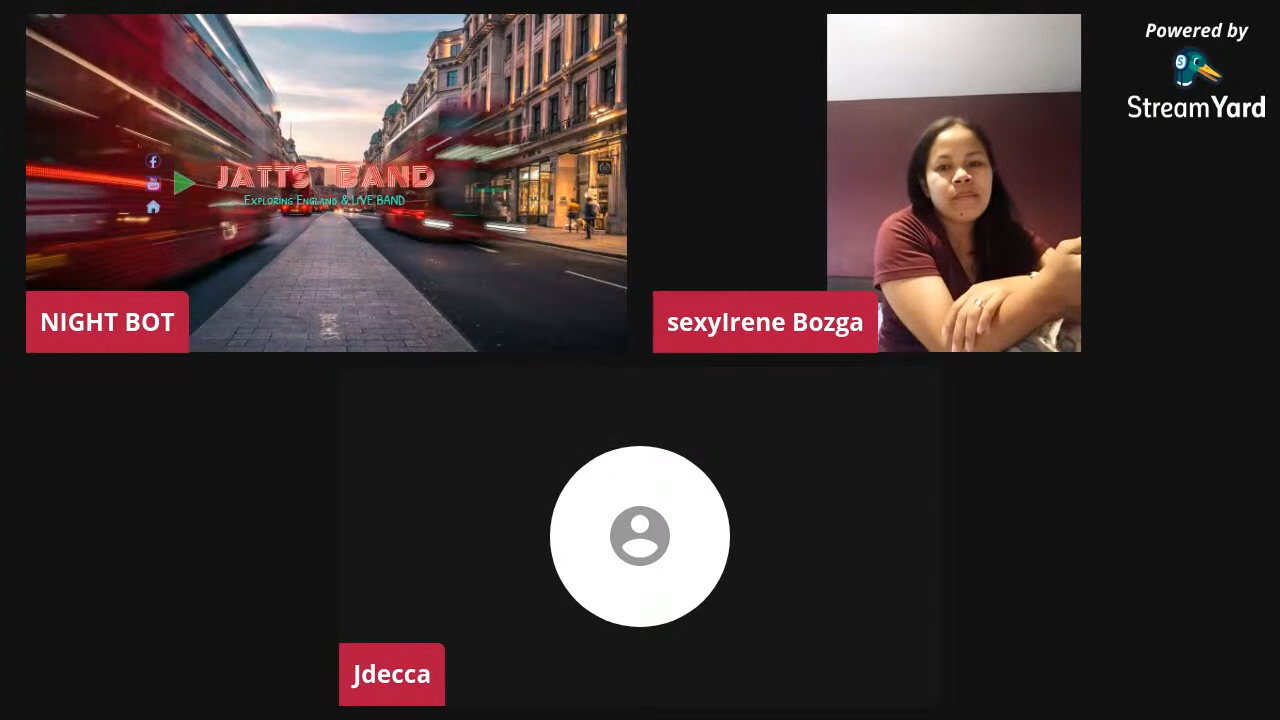 Powered by
StreamYard
JATTS BAND
Exploring England & LIVE BAND
NIGHT BOT
sexyIrene Bozga
Jdecca